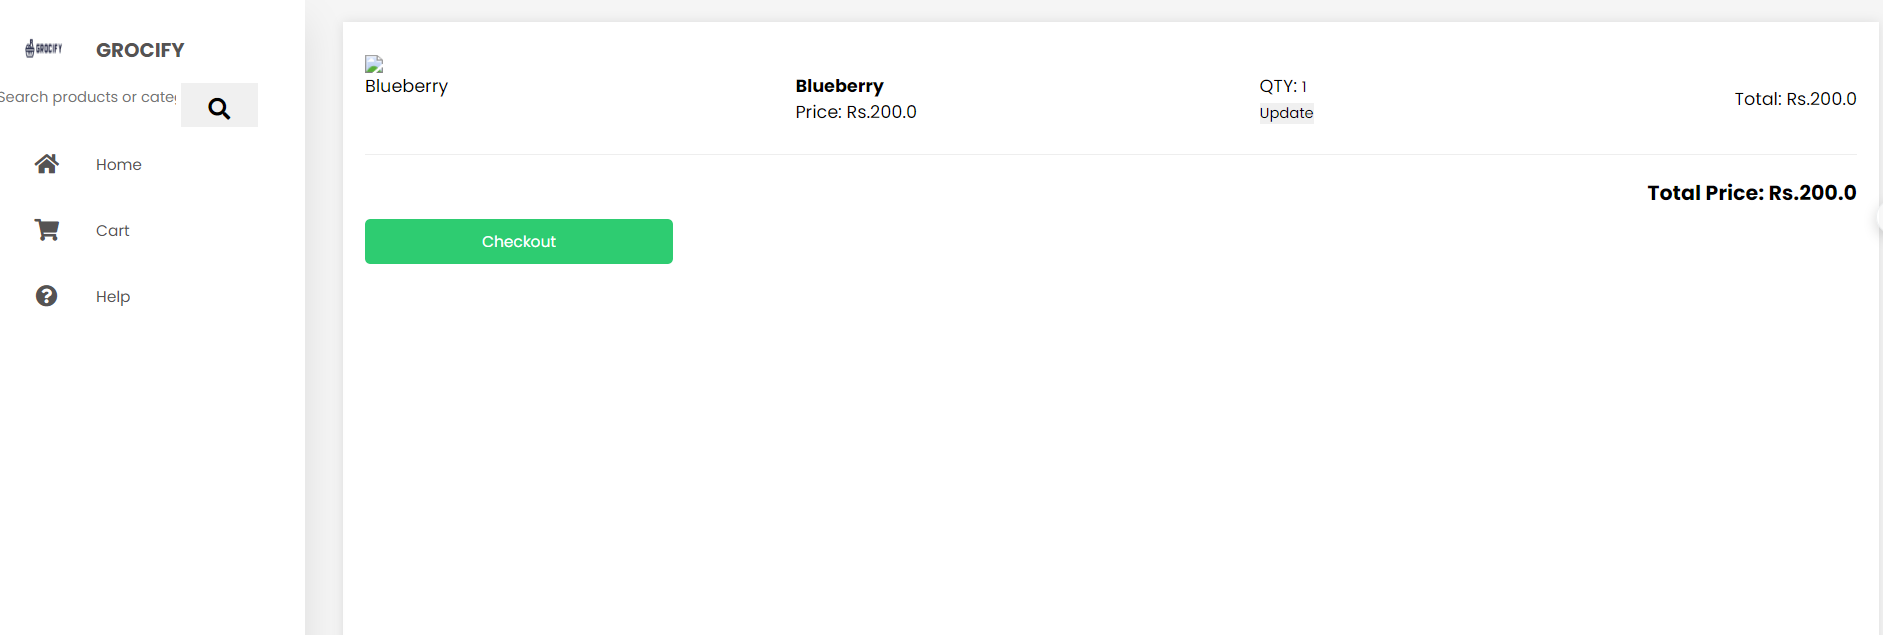 GROCIFY GROCIFY
Search products or cate
Home
Cart
Help
Blueberry
Blueberry
Price: Rs.200.0
QTY: 1
Update
Total: Rs.200.0
Total Price: Rs.200.0
Checkout